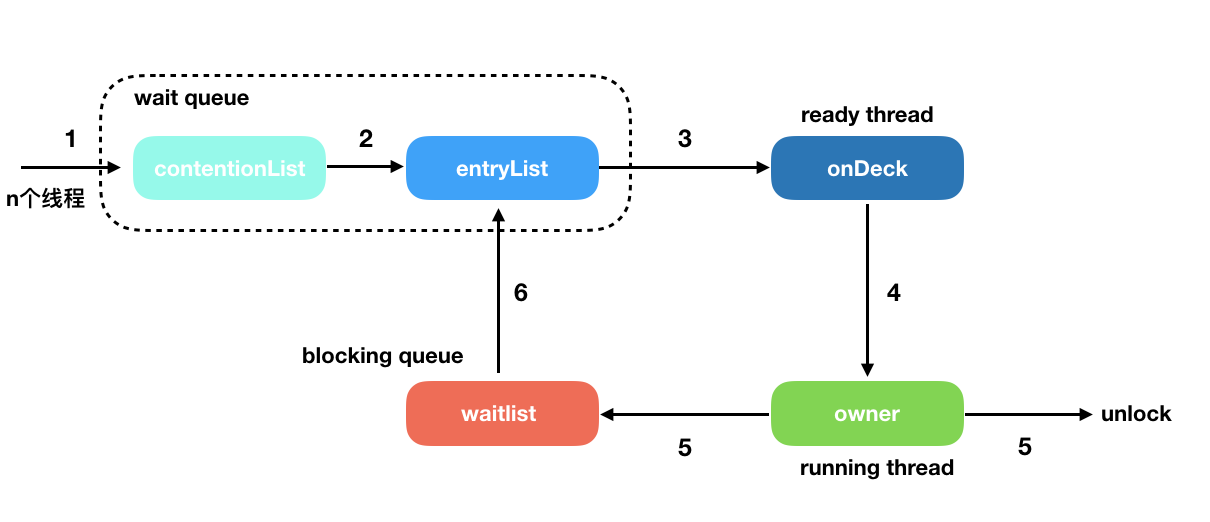 wait queue
ready thread
1
2
3
contentionList
entryList
onDeck
n个线程
6
4
blocking queue
waitlist
owner
unlock
5
5
running thread